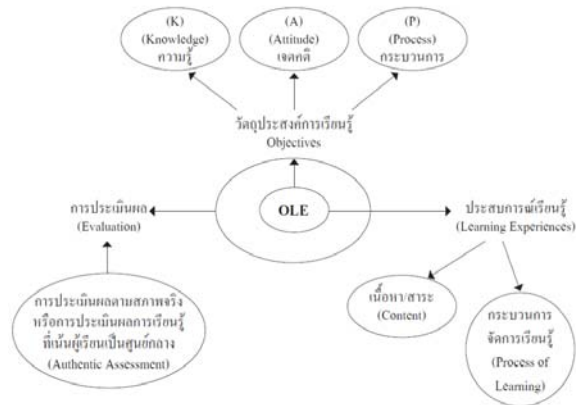 (K)
(Knowledge)
ความรู้
(A)
(Attitude)
เจตคติ
(P)
(Process)
กระบวนการ
วัตถุประสงค์การเรียนรู้
Objectives
OLE
การประเมินผล
(Evaluation)
ประสบการณ์เรียนรู้
(Learning Experiences)
การประเมินผลตามสภาพจริง
หรือการประเมินผลการเรียนรู้
ที่เน้นผู้เรียนเป็นศูนย์กลาง
(Authentic Assessment)
เนื้อหา/สาระ
(Content)
กระบวนการ
จัดการเรียนรู้
(Process of
Learning)